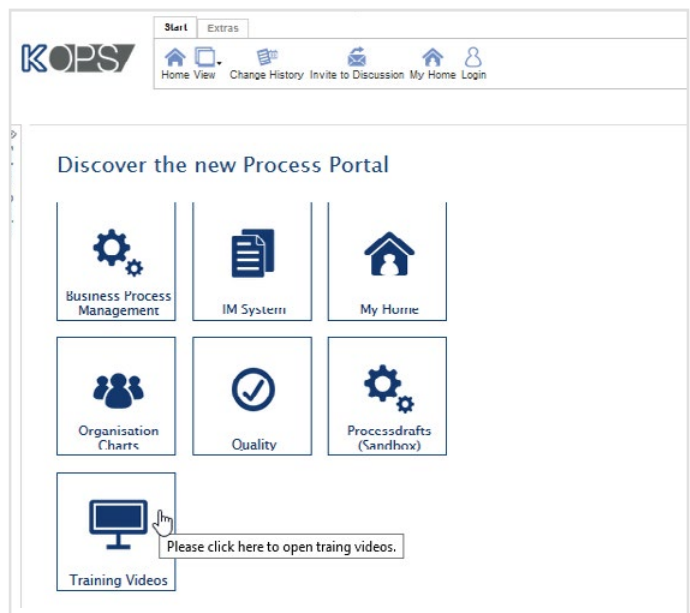 Start Extras
KOPS
Home View Change History Invite to Discussion My Home Login
Discover the new Process Portal
Business Process
Management
IM System
My Home
Organisation
Charts
Quality
Processdrafts
(Sandbox)
Please click here to open traing videos.
Training Videos